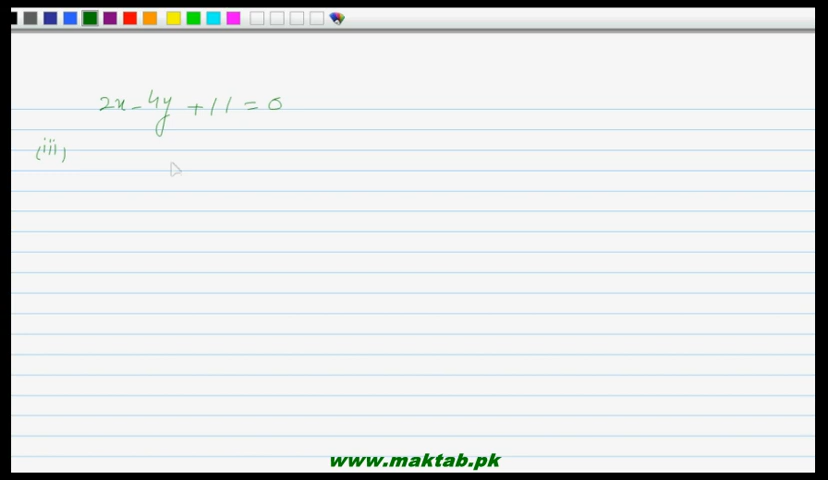 2x - 4y + 11 = 0
(iii)
www.maktab.pk